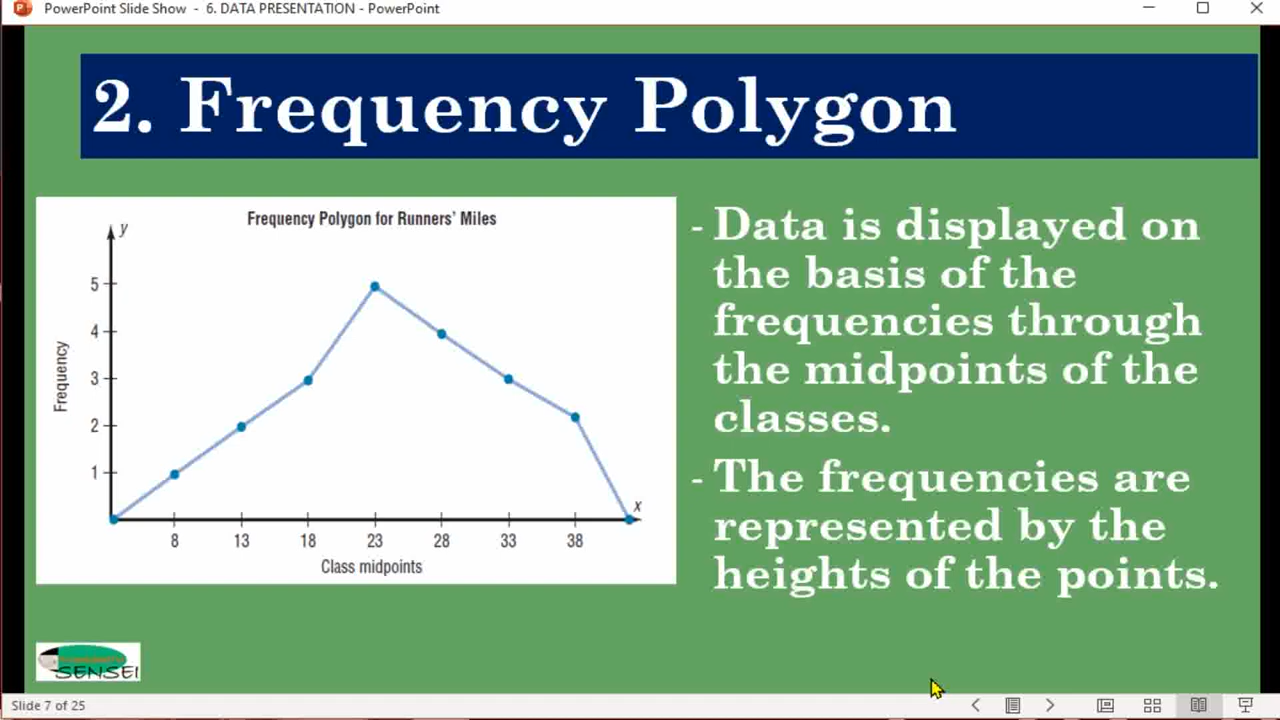 PowerPoint Slide Show - 6. DATA PRESENTATION - PowerPoint
2. Frequency Polygon
Frequency Polygon for Runners' Miles
y
5
4
3
2
1
Frequency
x
8 13 18 23 28 33 38
Class midpoints
- Data is displayed on
the basis of the
frequencies through
the midpoints of the
classes.
- The frequencies are
represented by the
heights of the points.
SENSEI
Slide 7 of 25